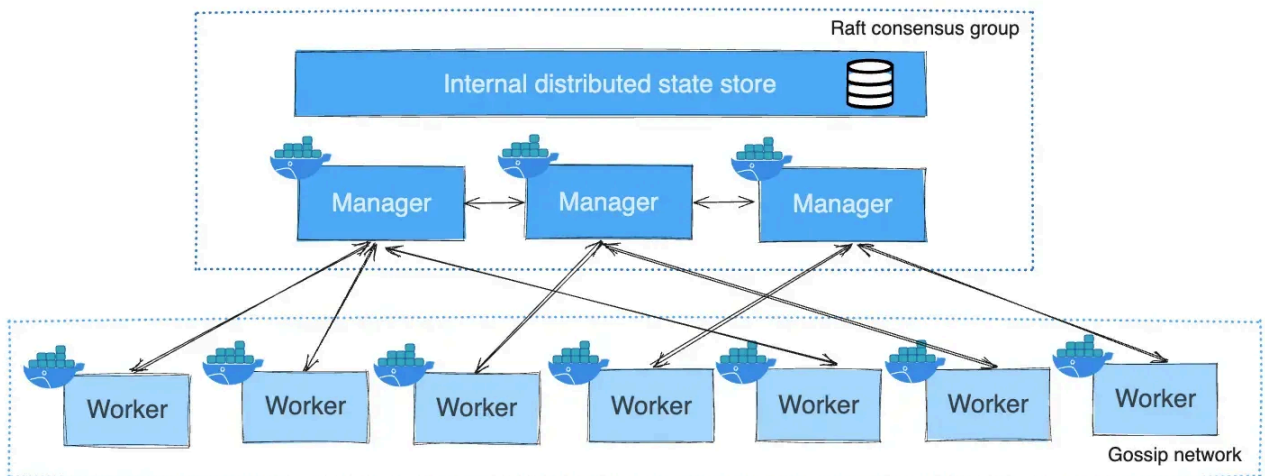 Raft consensus group
Internal distributed state store
Manager
Manager
Manager
Worker
Worker
Worker
Worker
Worker
Worker
Worker
Gossip network